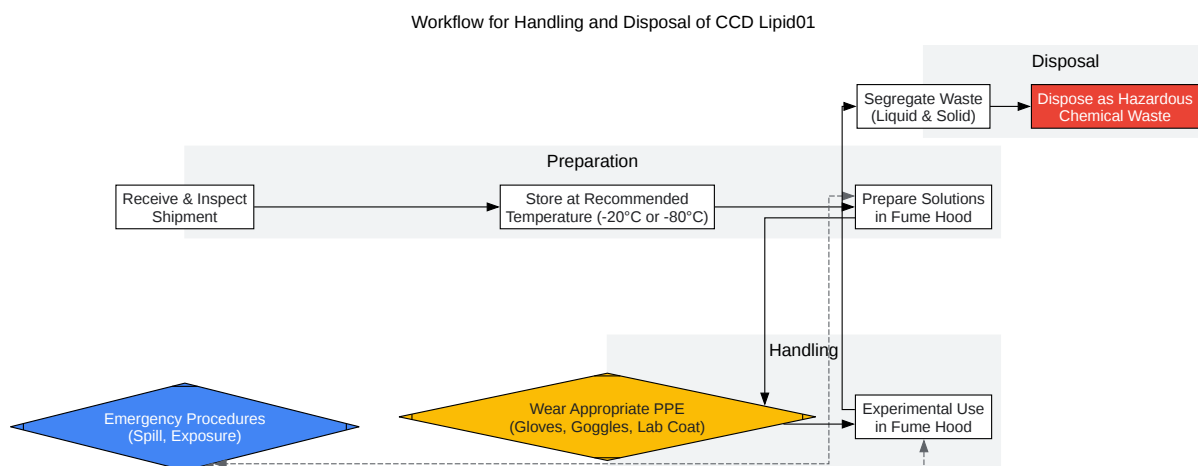 Workflow for Handling and Disposal of CCD Lipid01
Disposal
Segregate Waste
(Liquid & Solid)
Dispose as Hazardous
Chemical Waste
Preparation
Receive & Inspect
Shipment
Store at Recommended
Temperature (-20°C or -80°C)
Prepare Solutions
in Fume Hood
Handling
Emergency Procedures
(Spill, Exposure)
Wear Appropriate PPE
(Gloves, Goggles, Lab Coat)
Experimental Use
in Fume Hood